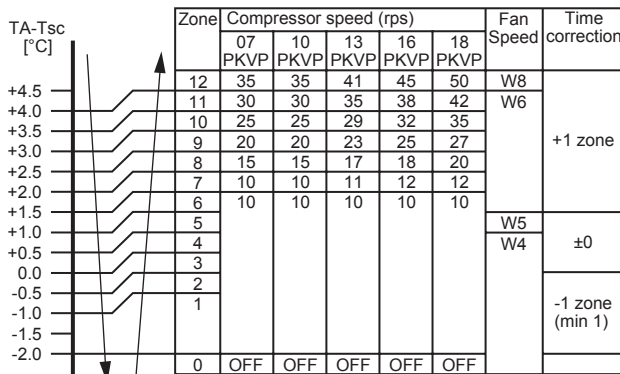 TA-Tsc
[°C]
Zone Compressor speed (rps) Fan Speed Time correction
07 PKVP 10 PKVP 13 PKVP 16 PKVP 18 PKVP
12 35 35 41 45 50 W8
+4.5
11 30 30 35 38 42 W6
+4.0
10 25 25 29 32 35
+3.5
9 20 20 23 25 27 +1 zone
+3.0
8 15 15 17 18 20
+2.5
7 10 10 11 12 12
+2.0
6 10 10 10 10 10
+1.5
5 W5
+1.0
4 W4 ±0
+0.5
3
0.0
2
-0.5
1 -1 zone
-1.0 (min 1)
-1.5
-2.0
0 OFF OFF OFF OFF OFF